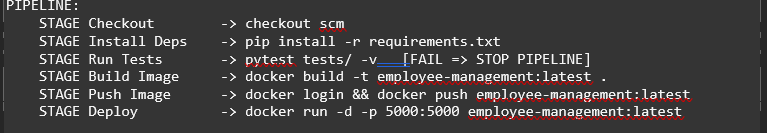 PIPELINE:
STAGE Checkout -> checkout scm
STAGE Install Deps -> pip install -r requirements.txt
STAGE Run Tests -> pytest tests/ -v [FAIL => STOP PIPELINE]
STAGE Build Image -> docker build -t employee-management:latest .
STAGE Push Image -> docker login && docker push employee-management:latest
STAGE Deploy -> docker run -d -p 5000:5000 employee-management:latest